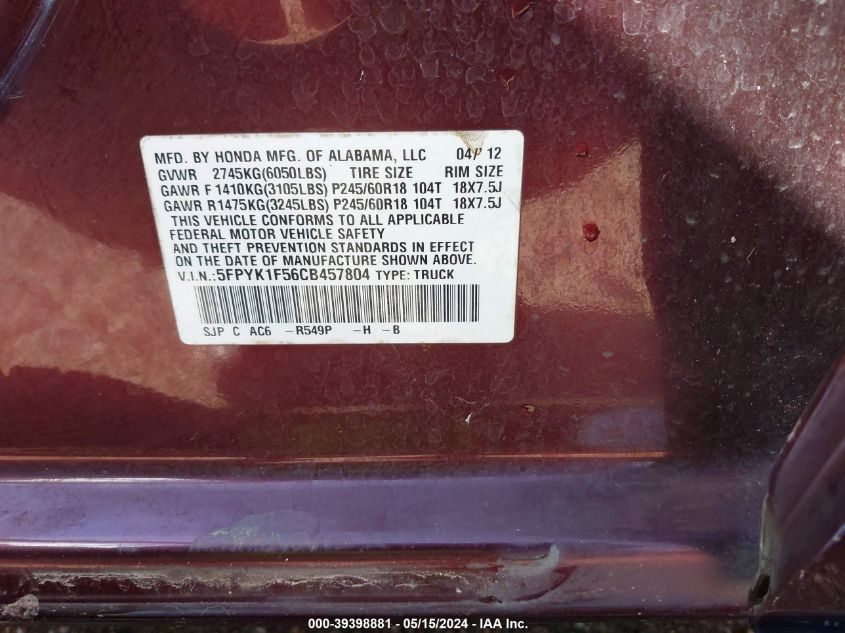 MFD. BY HONDA MFG. OF ALABAMA, LLC 04/12
GVWR 2745KG(6050LBS) TIRE SIZE RIM SIZE
GAWR F 1410KG(3105LBS) P245/60R18 104T 18X7.5J
GAWR R1475KG(3245LBS) P245/60R18 104T 18X7.5J
THIS VEHICLE CONFORMS TO ALL APPLICABLE
FEDERAL MOTOR VEHICLE SAFETY
AND THEFT PREVENTION STANDARDS IN EFFECT
ON THE DATE OF MANUFACTURE SHOWN ABOVE.
V.I.N.:5FPYK1F56CB457804 TYPE: TRUCK
SJP C AC6 -R549P -H -B
000-39398881 - 05/15/2024 - IAA Inc.